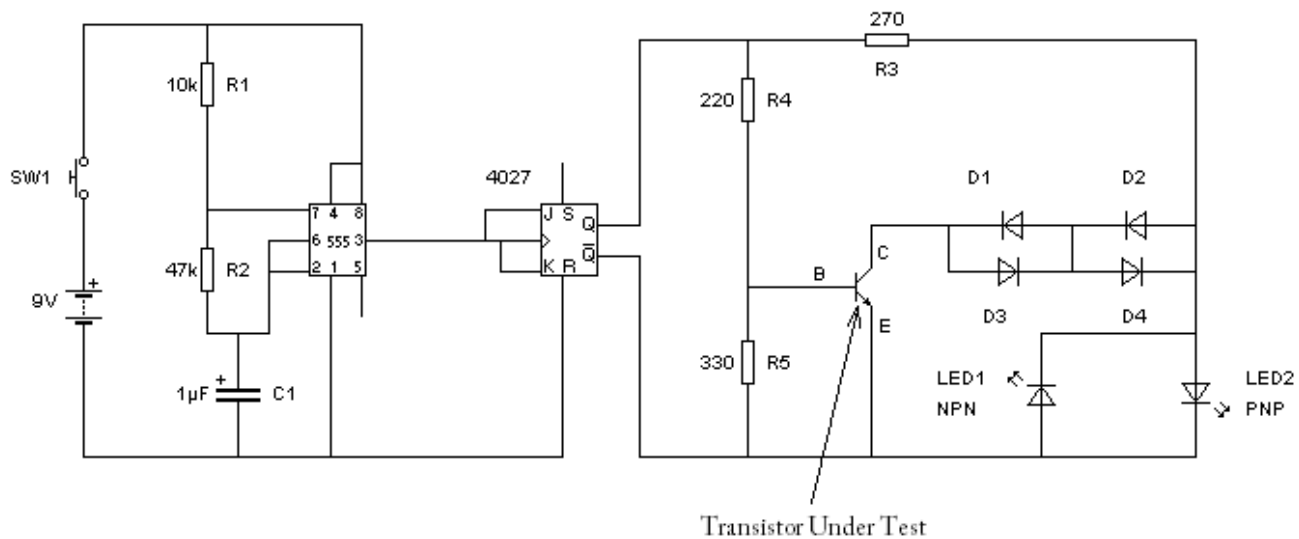 270
R3
10k R1
220 R4
SW1
4027
D1 D2
7 4 8
6 555 3
2 1 5
J S Q
K R Q̅
47k R2
B C
E
D3 D4
9V +
1µF + C1
330 R5
LED1
NPN
LED2
PNP
Transistor Under Test